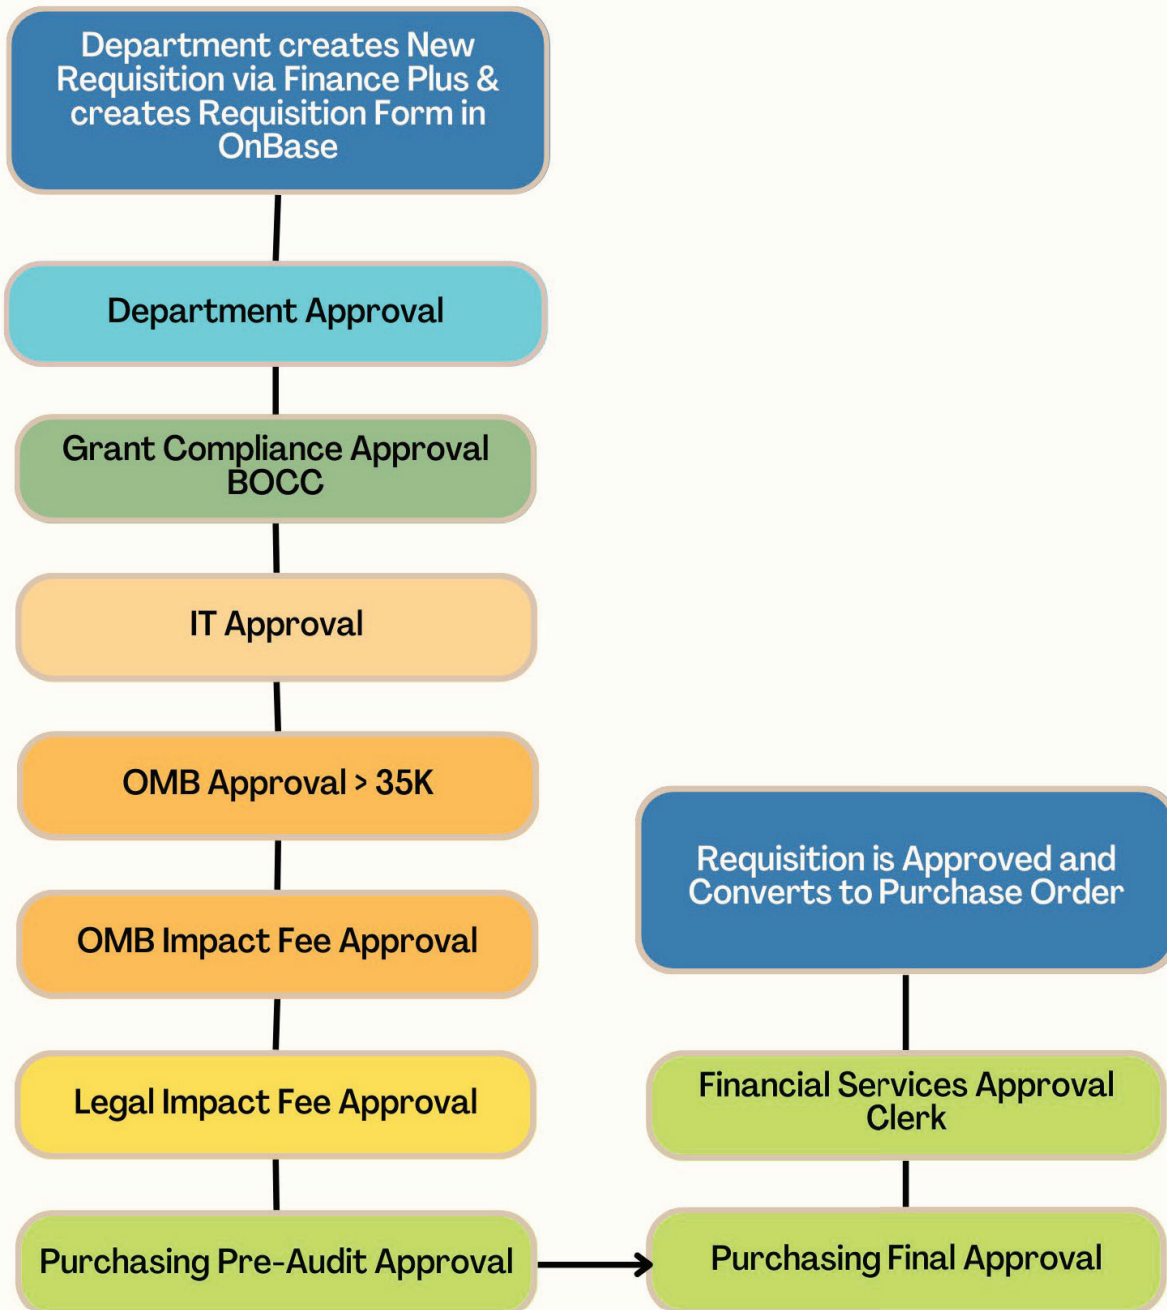 Department creates New
Requisition via Finance Plus &
creates Requisition Form in
OnBase
Department Approval
Grant Compliance Approval
BOCC
IT Approval
OMB Approval > 35K
OMB Impact Fee Approval
Legal Impact Fee Approval
Purchasing Pre-Audit Approval
Purchasing Final Approval
Financial Services Approval
Clerk
Requisition is Approved and
Converts to Purchase Order